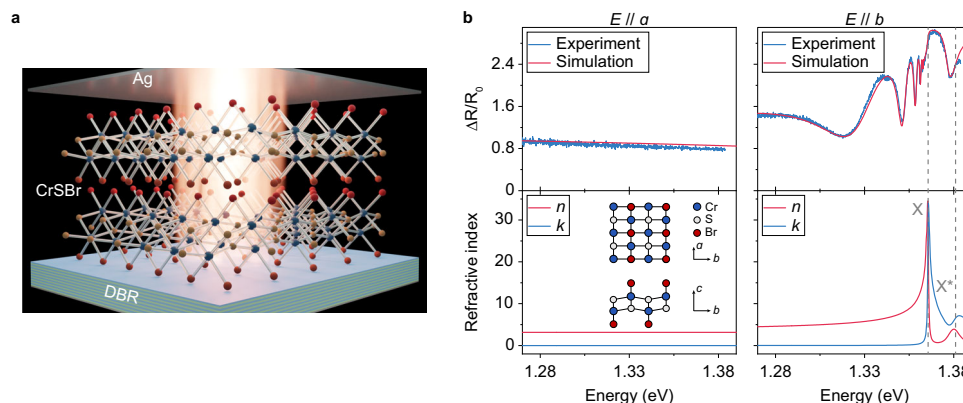 a
Ag
CrSBr
DBR
b
E // a
E // b
Experiment
Simulation
Experiment
Simulation
ΔR/R0
2.4
1.6
0.8
0
n
k
Cr
S
Br
a
b
c
b
n
k
X
X*
Refractive index
30
20
10
0
1.28
1.33
1.38
1.28
1.33
1.38
Energy (eV)
Energy (eV)